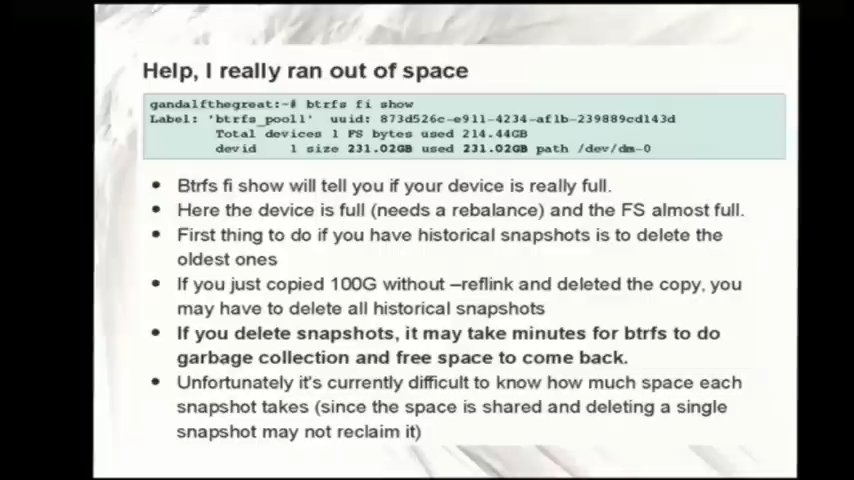 Help, I really ran out of space
gandalfthegreat:~# btrfs fi show
Label: 'btrfs_pool1' uuid: 873d526c-e911-4234-af1b-239889cd143d
Total devices 1 FS bytes used 214.44GB
devid 1 size 231.02GB used 231.02GB path /dev/dm-0
• Btrfs fi show will tell you if your device is really full.
• Here the device is full (needs a rebalance) and the FS almost full.
• First thing to do if you have historical snapshots is to delete the
oldest ones
• If you just copied 100G without –reflink and deleted the copy, you
may have to delete all historical snapshots
• If you delete snapshots, it may take minutes for btrfs to do
garbage collection and free space to come back.
• Unfortunately it's currently difficult to know how much space each
snapshot takes (since the space is shared and deleting a single
snapshot may not reclaim it)